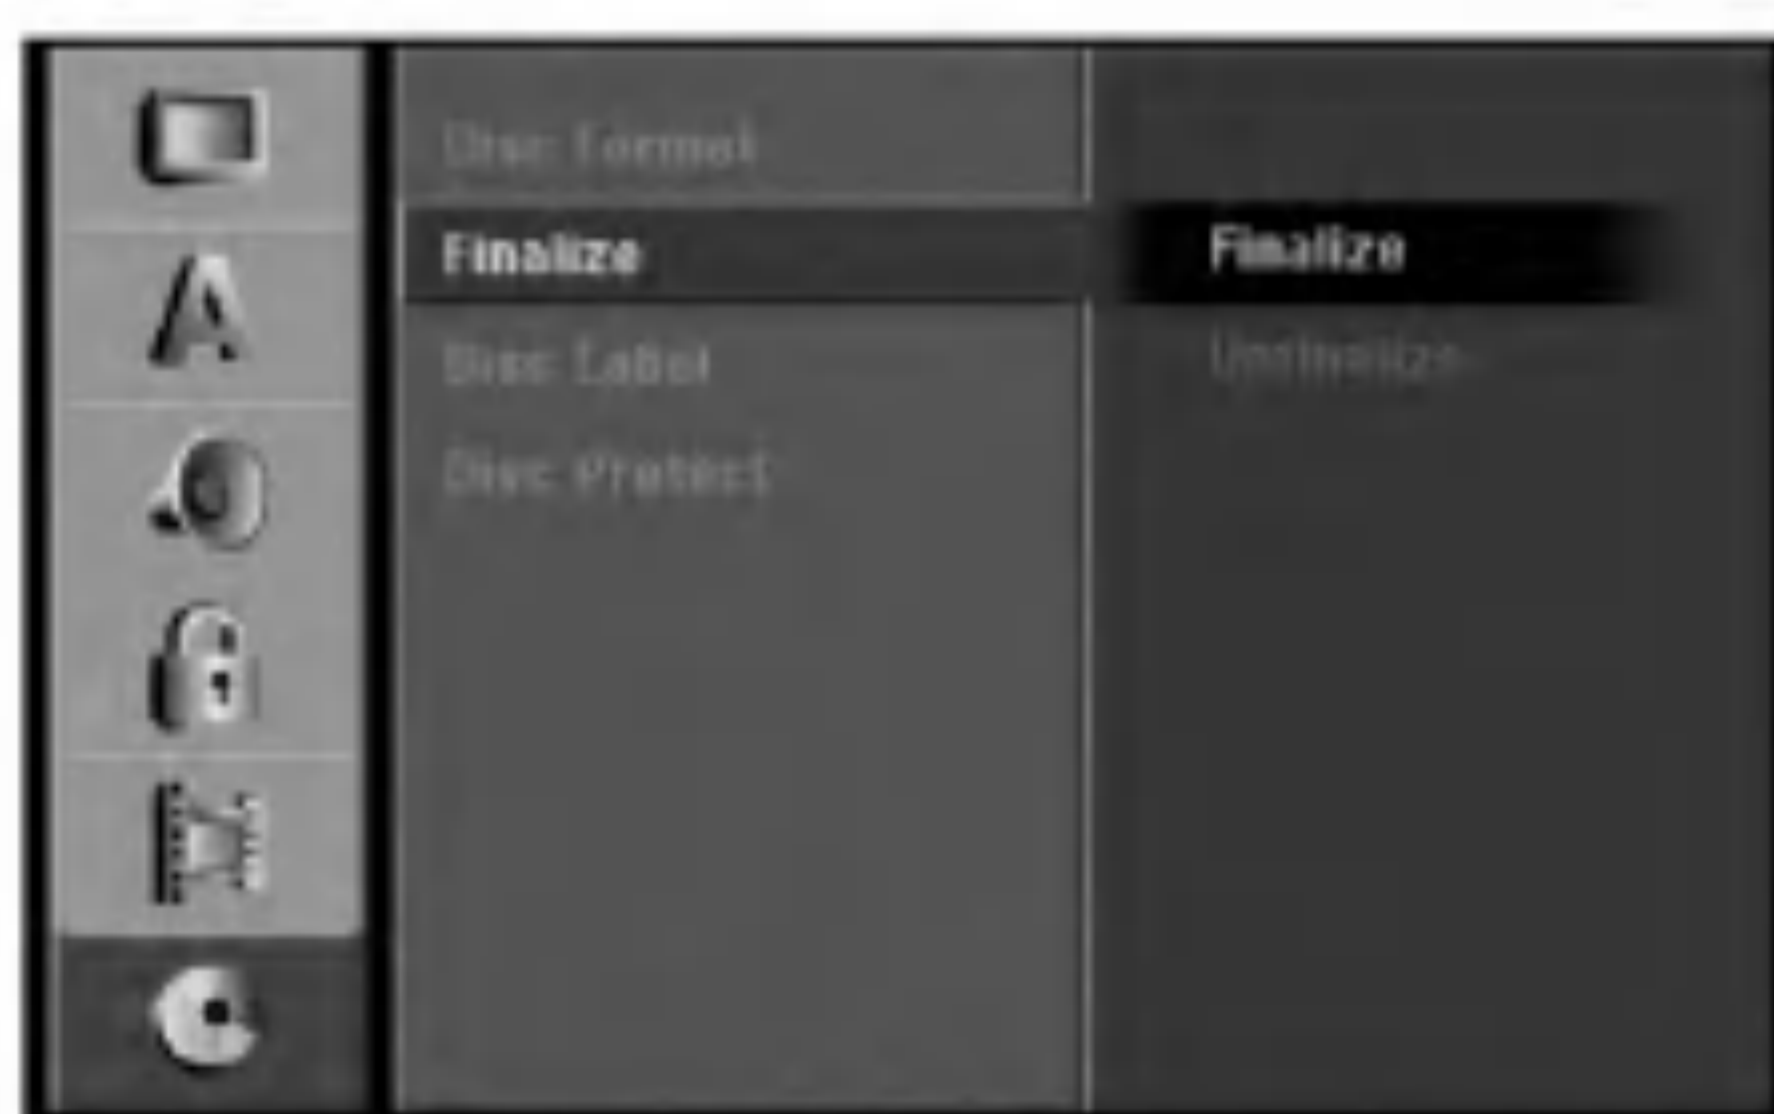 Disc Format
Finalize
Finalize
Disc Label
Unfinalize
Disc Protect